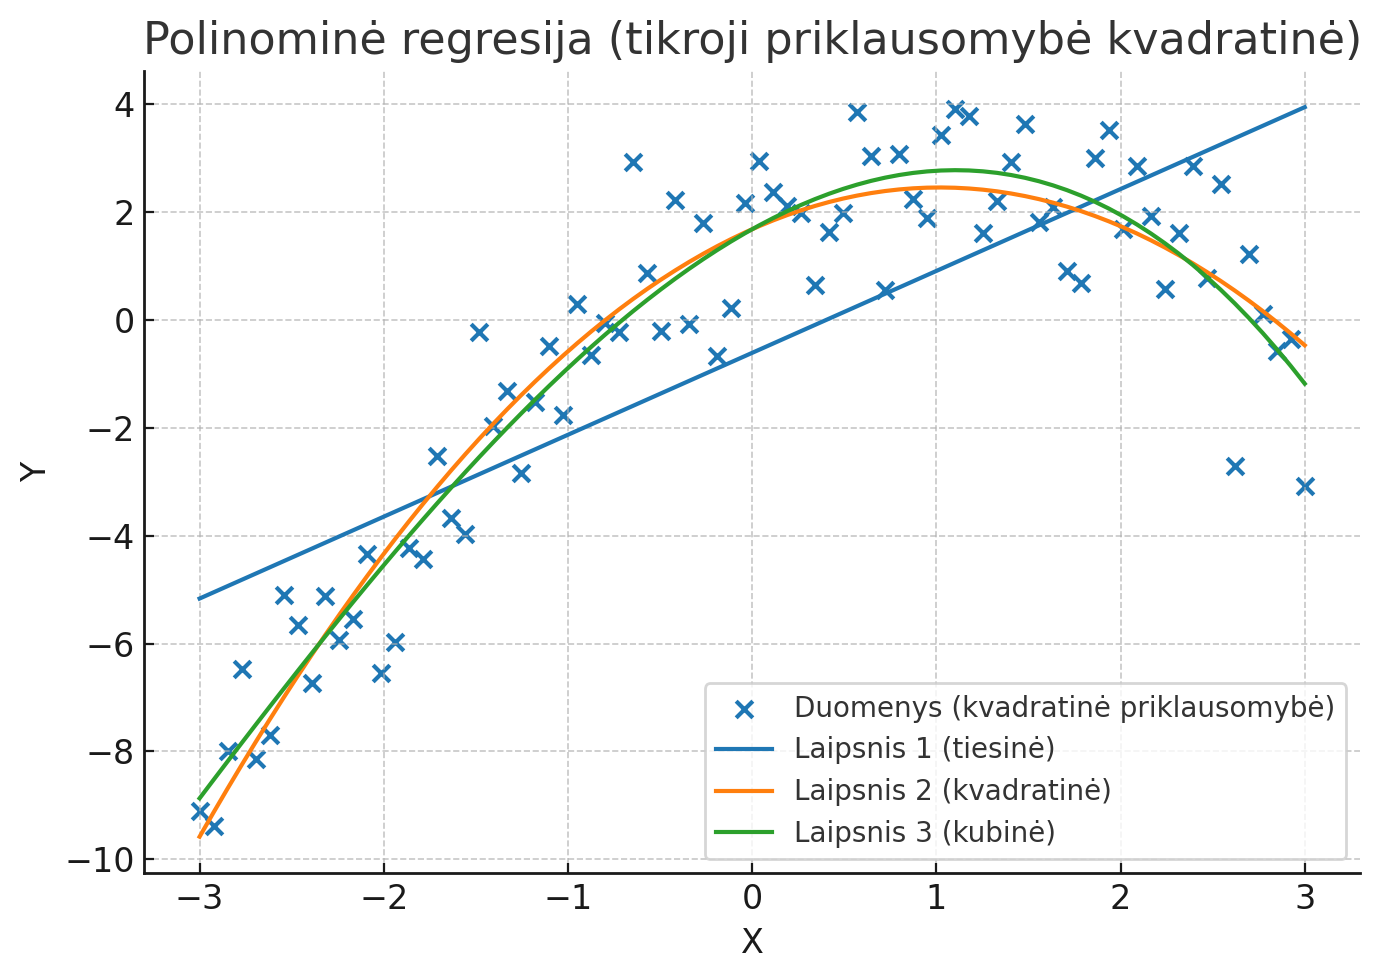 Polinominė regresija (tikroji priklausomybė kvadratinė)
4
2
0
−2
−4
−6
−8
−10
Y
Duomenys (kvadratinė priklausomybė)
Laipsnis 1 (tiesinė)
Laipsnis 2 (kvadratinė)
Laipsnis 3 (kubinė)
−3 −2 −1 0 1 2 3
X